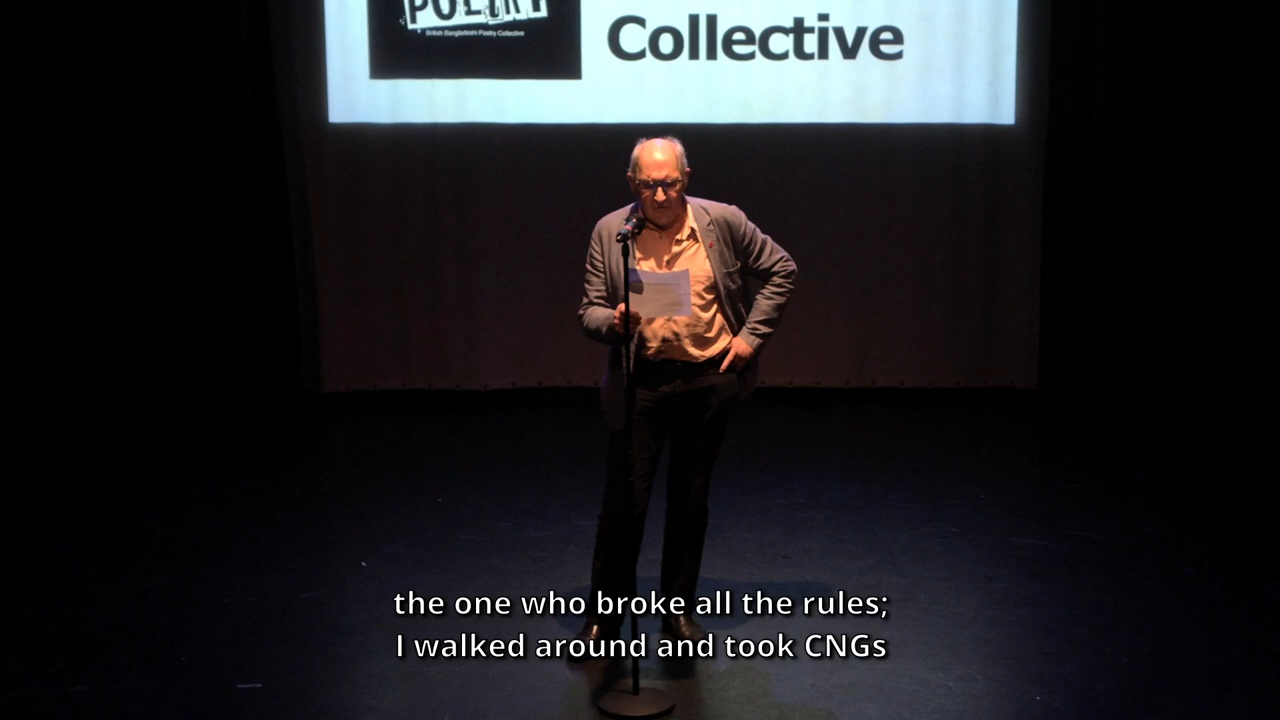 POETRY
British Bangladeshi Poetry Collective
Collective
the one who broke all the rules;
I walked around and took CNGs